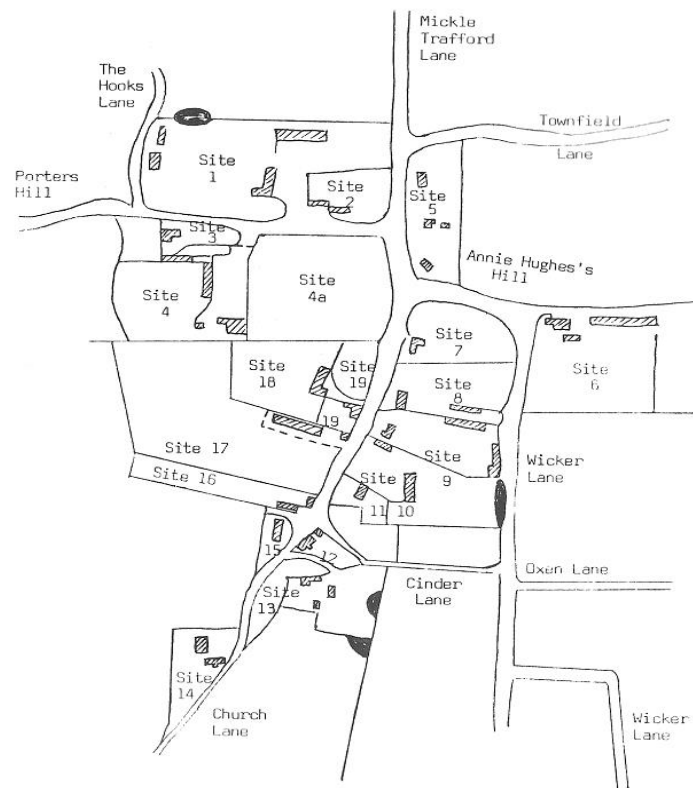 Mickle
Trafford
Lane
The
Hooks
Lane
Townfield
Lane
Porters
Hill
Site
1
Site
2
Site
5
Site
3
Annie Hughes's
Hill
Site
4
Site
4a
Site
7
Site
18
Site
19
Site
8
Site
6
19
Site 17
Site
9
Wicker
Lane
Site 16
Site
11 10
15
12
Oxen Lane
Cinder
Lane
Site
13
Site
14
Church
Lane
Wicker
Lane